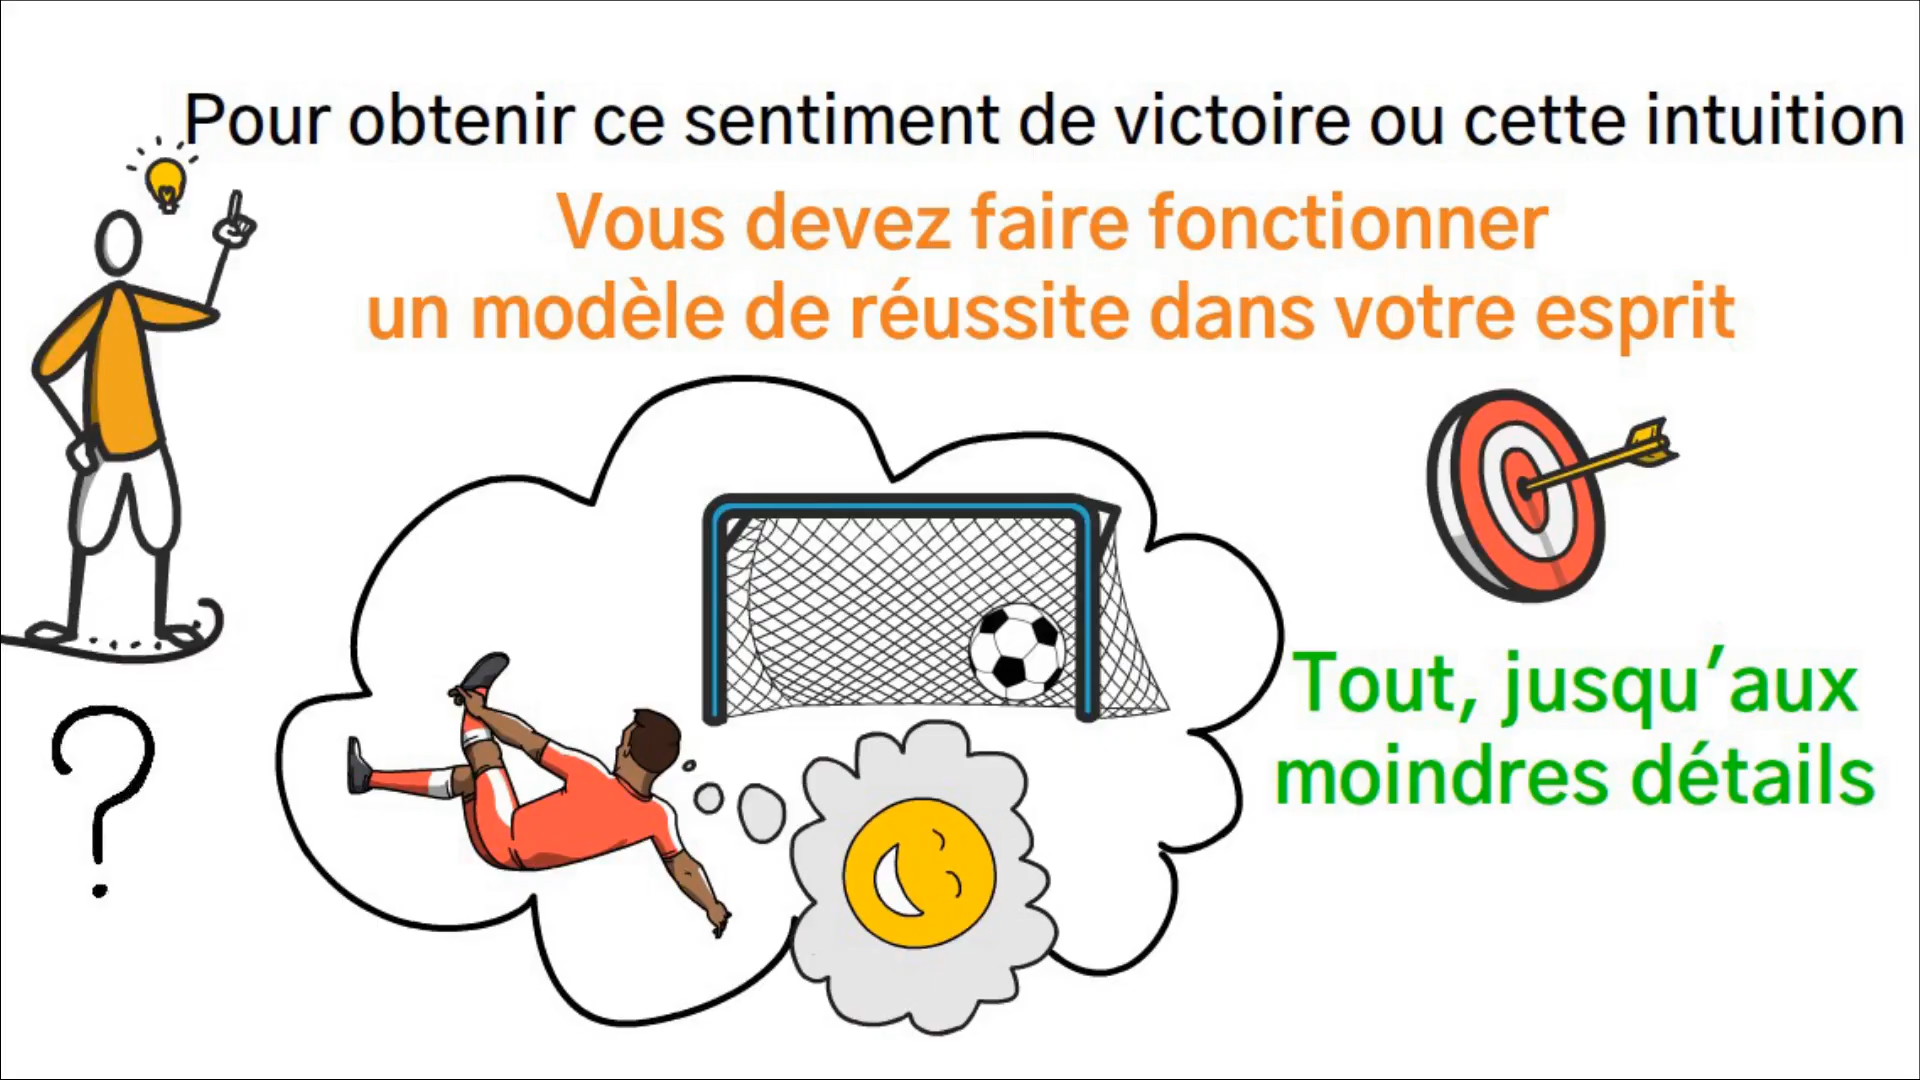 Pour obtenir ce sentiment de victoire ou cette intuition
Vous devez faire fonctionner
un modèle de réussite dans votre esprit
Tout, jusqu’aux
moindres détails
?